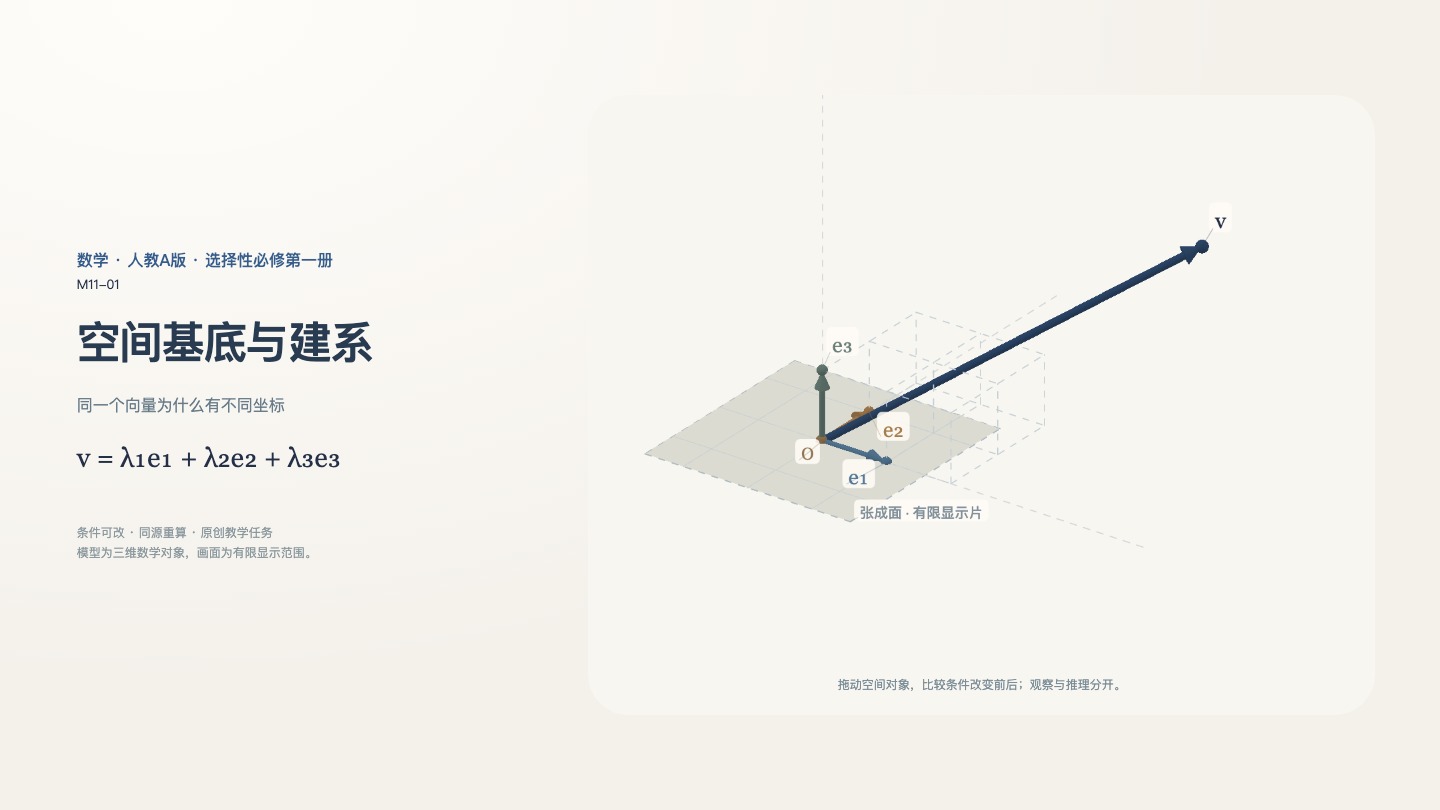 数学 · 人教A版 · 选择性必修第一册
M11-01
空间基底与建系
同一个向量为什么有不同坐标
v = λ1e1 + λ2e2 + λ3e3
条件可改 · 同源重算 · 原创教学任务
模型为三维数学对象，画面为有限显示范围。
v
e3
e2
O
e1
张成面 · 有限显示片
拖动空间对象，比较条件改变前后；观察与推理分开。